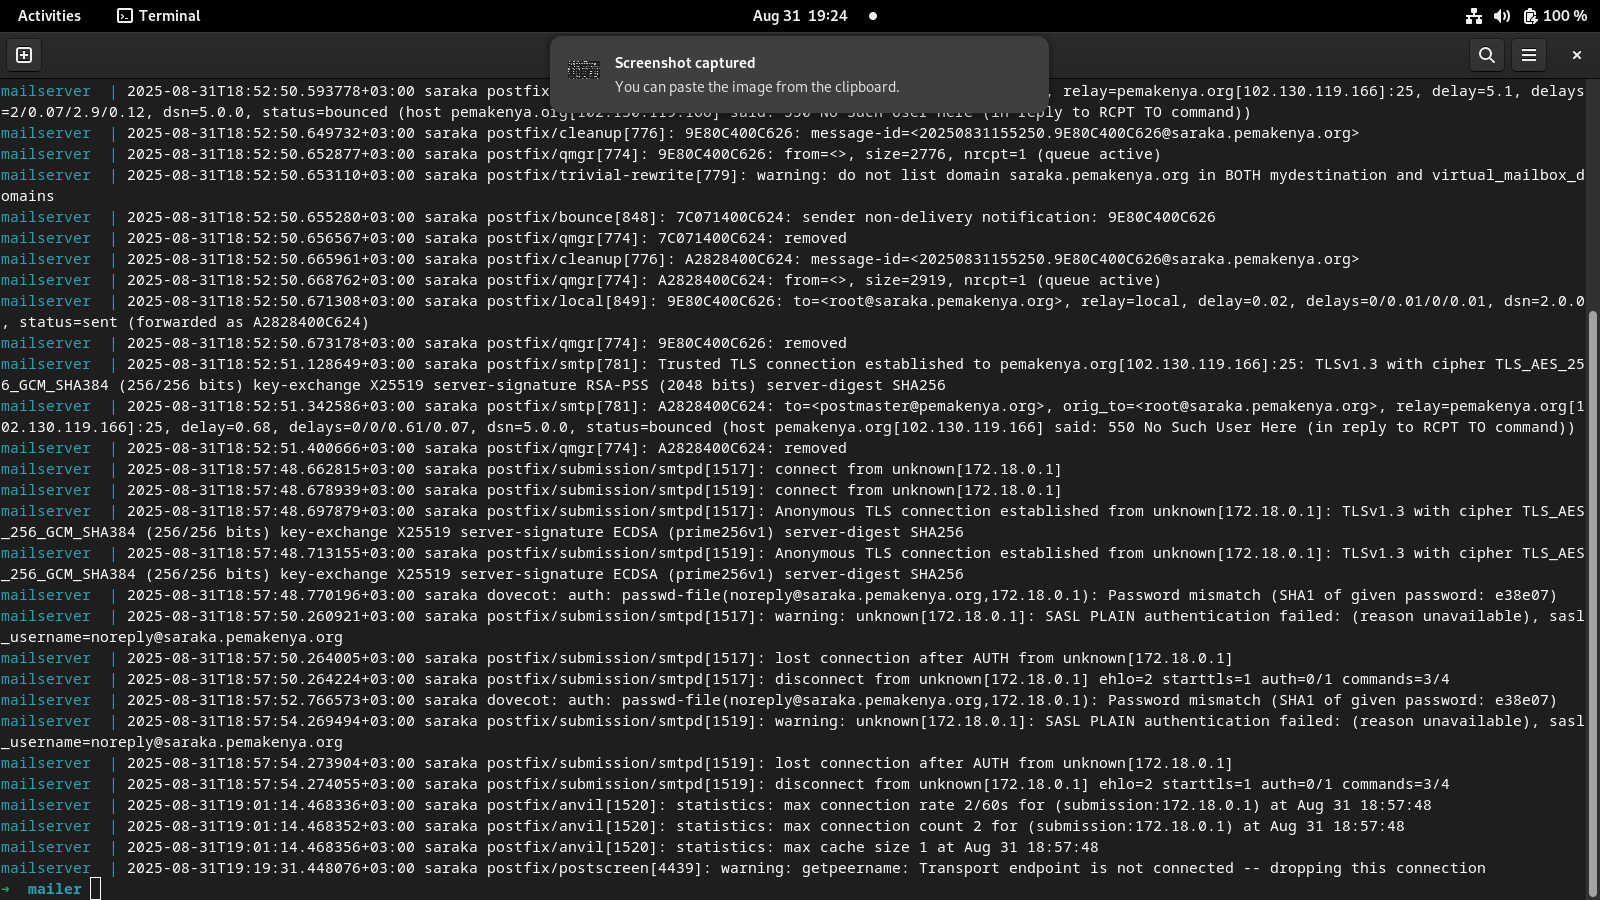 Activities Terminal Aug 31 19:24 100 %
Screenshot captured
You can paste the image from the clipboard.
mailserver | 2025-08-31T18:52:50.593778+03:00 saraka postfix/ , relay=pemakenya.org[102.130.119.166]:25, delay=5.1, delays
=2/0.07/2.9/0.12, dsn=5.0.0, status=bounced (host pemakenya.org[102.130.119.166] said: 550 No Such User Here (in reply to RCPT TO command))
mailserver | 2025-08-31T18:52:50.649732+03:00 saraka postfix/cleanup[776]: 9E80C400C626: message-id=<20250831155250.9E80C400C626@saraka.pemakenya.org>
mailserver | 2025-08-31T18:52:50.652877+03:00 saraka postfix/qmgr[774]: 9E80C400C626: from=<>, size=2776, nrcpt=1 (queue active)
mailserver | 2025-08-31T18:52:50.653110+03:00 saraka postfix/trivial-rewrite[779]: warning: do not list domain saraka.pemakenya.org in BOTH mydestination and virtual_mailbox_d
omains
mailserver | 2025-08-31T18:52:50.655280+03:00 saraka postfix/bounce[848]: 7C071400C624: sender non-delivery notification: 9E80C400C626
mailserver | 2025-08-31T18:52:50.656567+03:00 saraka postfix/qmgr[774]: 7C071400C624: removed
mailserver | 2025-08-31T18:52:50.665961+03:00 saraka postfix/cleanup[776]: A2828400C624: message-id=<20250831155250.9E80C400C626@saraka.pemakenya.org>
mailserver | 2025-08-31T18:52:50.668762+03:00 saraka postfix/qmgr[774]: A2828400C624: from=<>, size=2919, nrcpt=1 (queue active)
mailserver | 2025-08-31T18:52:50.671308+03:00 saraka postfix/local[849]: 9E80C400C626: to=<root@saraka.pemakenya.org>, relay=local, delay=0.02, delays=0/0.01/0/0.01, dsn=2.0.0
, status=sent (forwarded as A2828400C624)
mailserver | 2025-08-31T18:52:50.673178+03:00 saraka postfix/qmgr[774]: 9E80C400C626: removed
mailserver | 2025-08-31T18:52:51.128649+03:00 saraka postfix/smtp[781]: Trusted TLS connection established to pemakenya.org[102.130.119.166]:25: TLSv1.3 with cipher TLS_AES_25
6_GCM_SHA384 (256/256 bits) key-exchange X25519 server-signature RSA-PSS (2048 bits) server-digest SHA256
mailserver | 2025-08-31T18:52:51.342586+03:00 saraka postfix/smtp[781]: A2828400C624: to=<postmaster@pemakenya.org>, orig_to=<root@saraka.pemakenya.org>, relay=pemakenya.org[1
02.130.119.166]:25, delay=0.68, delays=0/0/0.61/0.07, dsn=5.0.0, status=bounced (host pemakenya.org[102.130.119.166] said: 550 No Such User Here (in reply to RCPT TO command))
mailserver | 2025-08-31T18:52:51.400666+03:00 saraka postfix/qmgr[774]: A2828400C624: removed
mailserver | 2025-08-31T18:57:48.662815+03:00 saraka postfix/submission/smtpd[1517]: connect from unknown[172.18.0.1]
mailserver | 2025-08-31T18:57:48.678939+03:00 saraka postfix/submission/smtpd[1519]: connect from unknown[172.18.0.1]
mailserver | 2025-08-31T18:57:48.697879+03:00 saraka postfix/submission/smtpd[1517]: Anonymous TLS connection established from unknown[172.18.0.1]: TLSv1.3 with cipher TLS_AES
_256_GCM_SHA384 (256/256 bits) key-exchange X25519 server-signature ECDSA (prime256v1) server-digest SHA256
mailserver | 2025-08-31T18:57:48.713155+03:00 saraka postfix/submission/smtpd[1519]: Anonymous TLS connection established from unknown[172.18.0.1]: TLSv1.3 with cipher TLS_AES
_256_GCM_SHA384 (256/256 bits) key-exchange X25519 server-signature ECDSA (prime256v1) server-digest SHA256
mailserver | 2025-08-31T18:57:48.770196+03:00 saraka dovecot: auth: passwd-file(noreply@saraka.pemakenya.org,172.18.0.1): Password mismatch (SHA1 of given password: e38e07)
mailserver | 2025-08-31T18:57:50.260921+03:00 saraka postfix/submission/smtpd[1517]: warning: unknown[172.18.0.1]: SASL PLAIN authentication failed: (reason unavailable), sasl
_username=noreply@saraka.pemakenya.org
mailserver | 2025-08-31T18:57:50.264005+03:00 saraka postfix/submission/smtpd[1517]: lost connection after AUTH from unknown[172.18.0.1]
mailserver | 2025-08-31T18:57:50.264224+03:00 saraka postfix/submission/smtpd[1517]: disconnect from unknown[172.18.0.1] ehlo=2 starttls=1 auth=0/1 commands=3/4
mailserver | 2025-08-31T18:57:52.766573+03:00 saraka dovecot: auth: passwd-file(noreply@saraka.pemakenya.org,172.18.0.1): Password mismatch (SHA1 of given password: e38e07)
mailserver | 2025-08-31T18:57:54.269494+03:00 saraka postfix/submission/smtpd[1519]: warning: unknown[172.18.0.1]: SASL PLAIN authentication failed: (reason unavailable), sasl
_username=noreply@saraka.pemakenya.org
mailserver | 2025-08-31T18:57:54.273904+03:00 saraka postfix/submission/smtpd[1519]: lost connection after AUTH from unknown[172.18.0.1]
mailserver | 2025-08-31T18:57:54.274055+03:00 saraka postfix/submission/smtpd[1519]: disconnect from unknown[172.18.0.1] ehlo=2 starttls=1 auth=0/1 commands=3/4
mailserver | 2025-08-31T19:01:14.468336+03:00 saraka postfix/anvil[1520]: statistics: max connection rate 2/60s for (submission:172.18.0.1) at Aug 31 18:57:48
mailserver | 2025-08-31T19:01:14.468352+03:00 saraka postfix/anvil[1520]: statistics: max connection count 2 for (submission:172.18.0.1) at Aug 31 18:57:48
mailserver | 2025-08-31T19:01:14.468356+03:00 saraka postfix/anvil[1520]: statistics: max cache size 1 at Aug 31 18:57:48
mailserver | 2025-08-31T19:19:31.448076+03:00 saraka postfix/postscreen[4439]: warning: getpeername: Transport endpoint is not connected -- dropping this connection
→ mailer